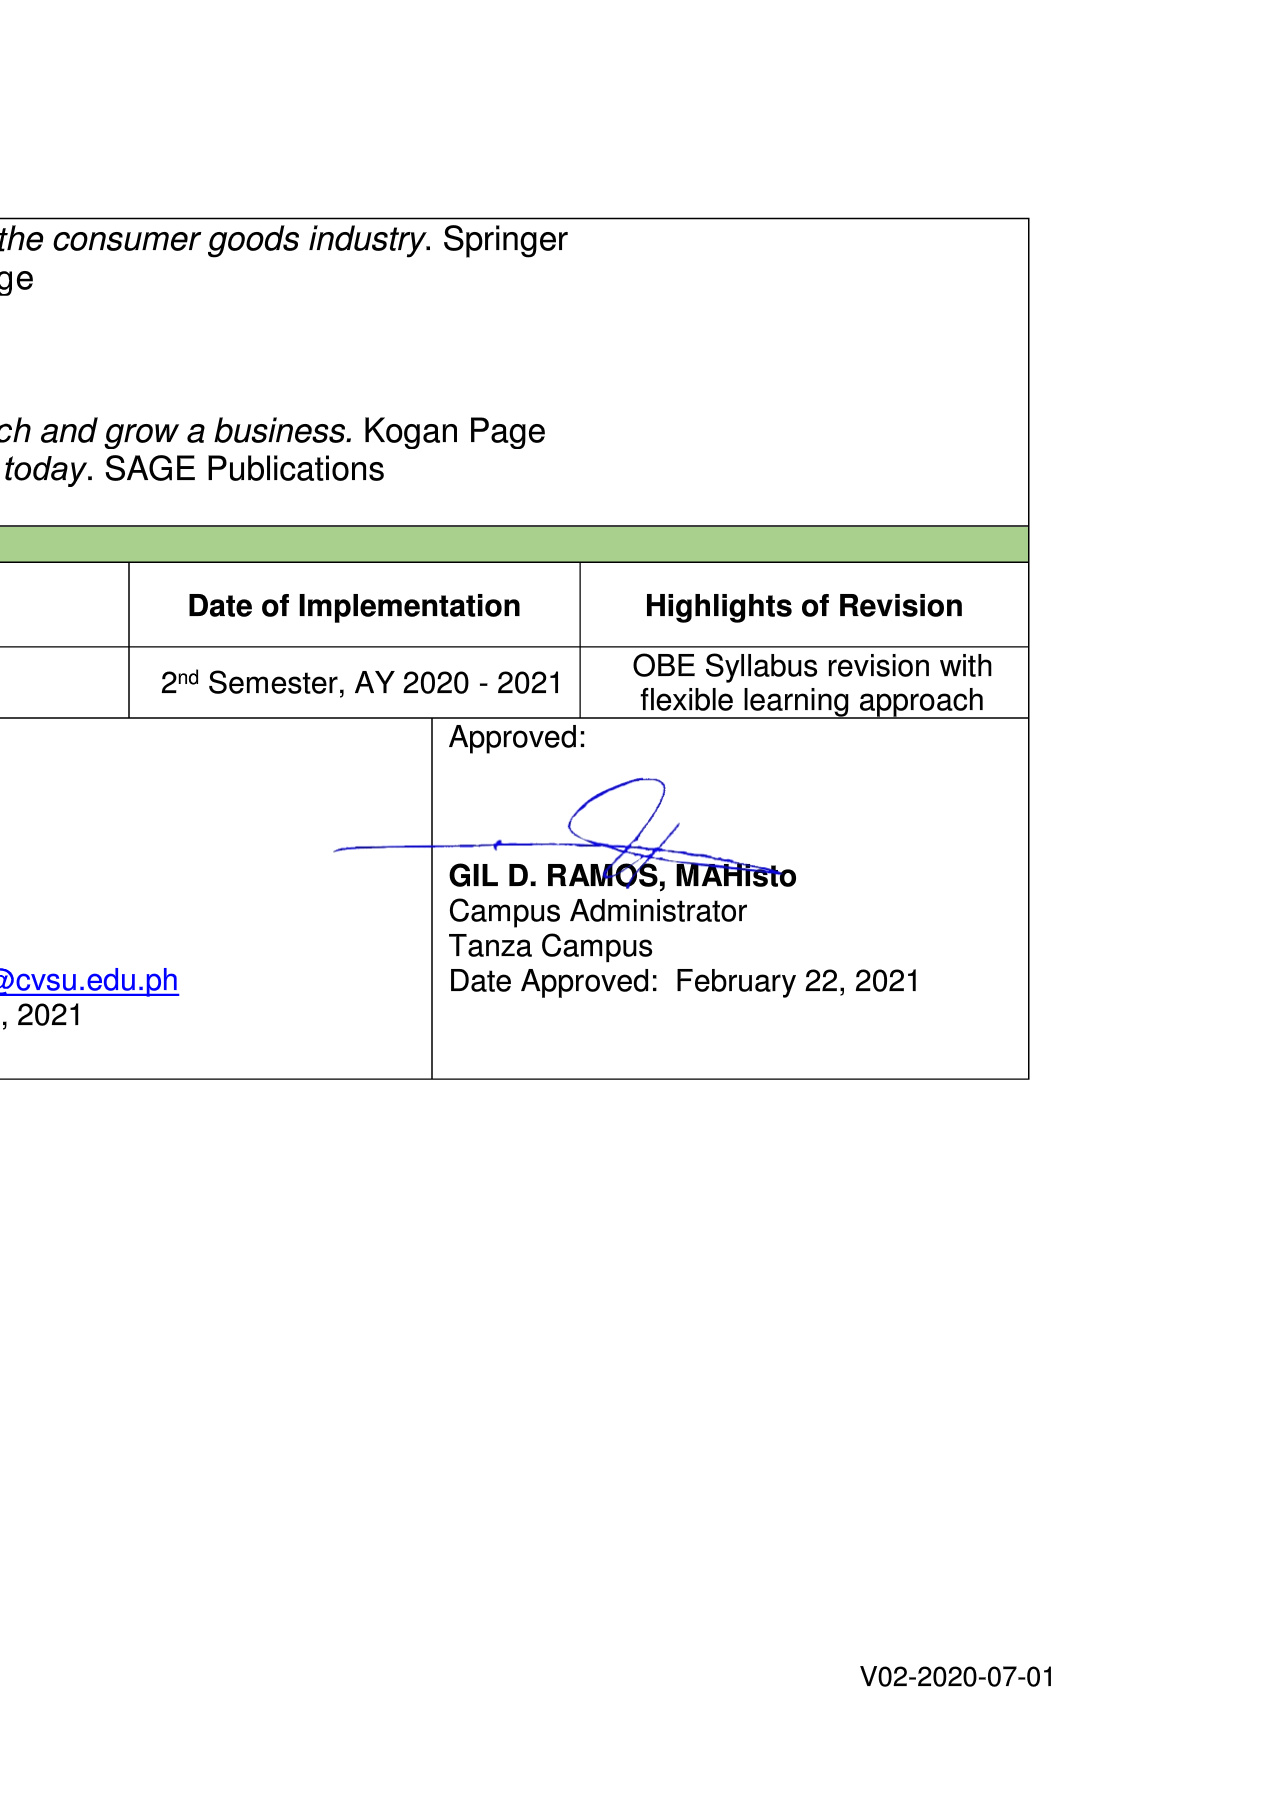 the consumer goods industry. Springer
ge
ch and grow a business. Kogan Page
today. SAGE Publications
Date of Implementation
Highlights of Revision
2nd Semester, AY 2020 - 2021
OBE Syllabus revision with
flexible learning approach
Approved:
GIL D. RAMOS, MAHisto
Campus Administrator
Tanza Campus
Date Approved:  February 22, 2021
@cvsu.edu.ph
, 2021
V02-2020-07-01